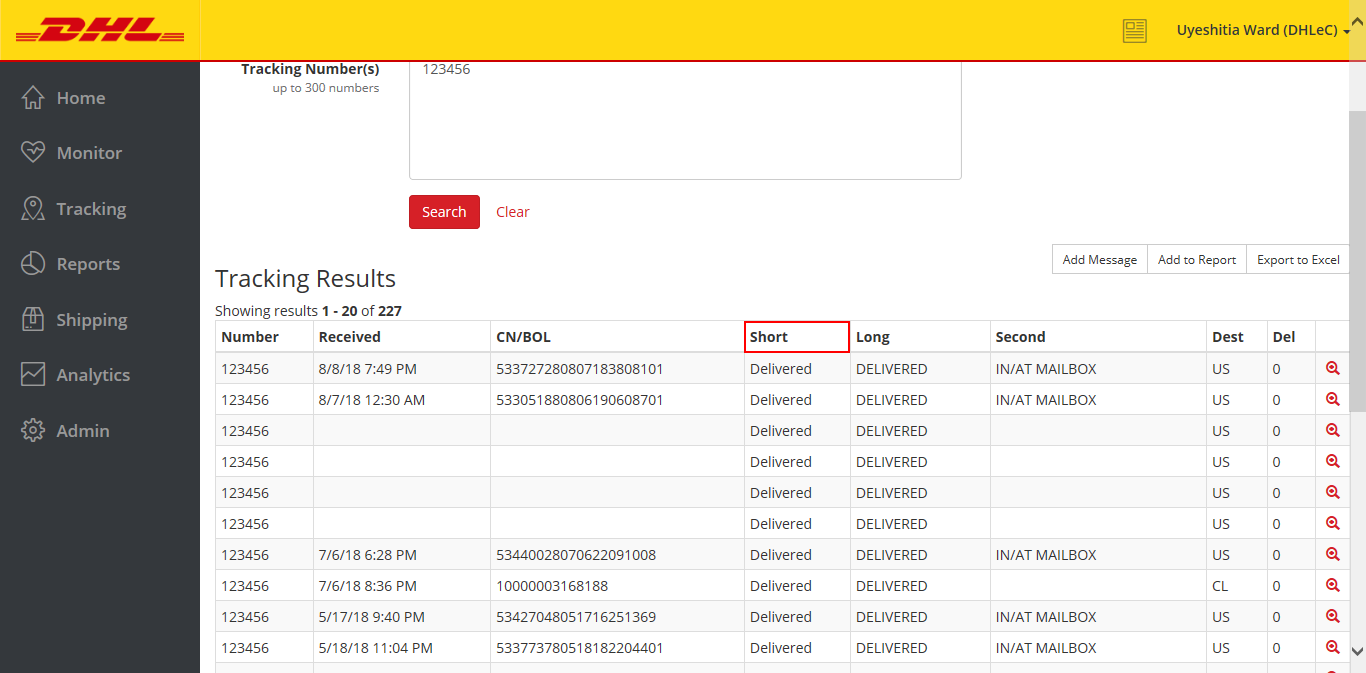 DHL
Uyeshitia Ward (DHLeC)
Home
Monitor
Tracking
Reports
Shipping
Analytics
Admin
Tracking Number(s)
up to 300 numbers
123456
Search Clear
Add Message Add to Report Export to Excel
Tracking Results
Showing results 1 - 20 of 227
Number Received CN/BOL Short Long Second Dest Del
123456 8/8/18 7:49 PM 533727280807183808101 Delivered DELIVERED IN/AT MAILBOX US 0
123456 8/7/18 12:30 AM 533051880806190608701 Delivered DELIVERED IN/AT MAILBOX US 0
123456 Delivered DELIVERED US 0
123456 Delivered DELIVERED US 0
123456 Delivered DELIVERED US 0
123456 Delivered DELIVERED US 0
123456 7/6/18 6:28 PM 53440028070622091008 Delivered DELIVERED IN/AT MAILBOX US 0
123456 7/6/18 8:36 PM 10000003168188 Delivered DELIVERED CL 0
123456 5/17/18 9:40 PM 53427048051716251369 Delivered DELIVERED IN/AT MAILBOX US 0
123456 5/18/18 11:04 PM 533773780518182204401 Delivered DELIVERED IN/AT MAILBOX US 0